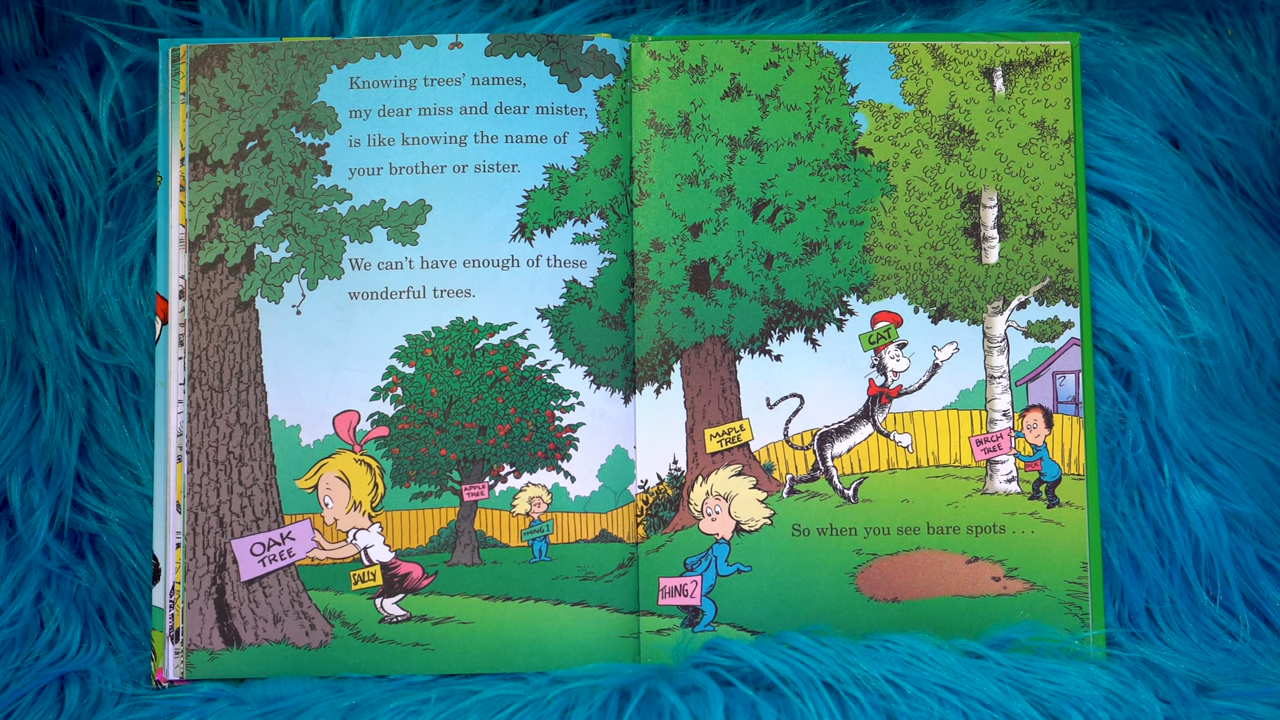 Knowing trees' names,
my dear miss and dear mister,
is like knowing the name of
your brother or sister.
We can't have enough of these
wonderful trees.
OAK
TREE
SALLY
APPLE
TREE
THING 1
MAPLE
TREE
THING 2
CAT
BIRCH
TREE
DICK
So when you see bare spots . . .